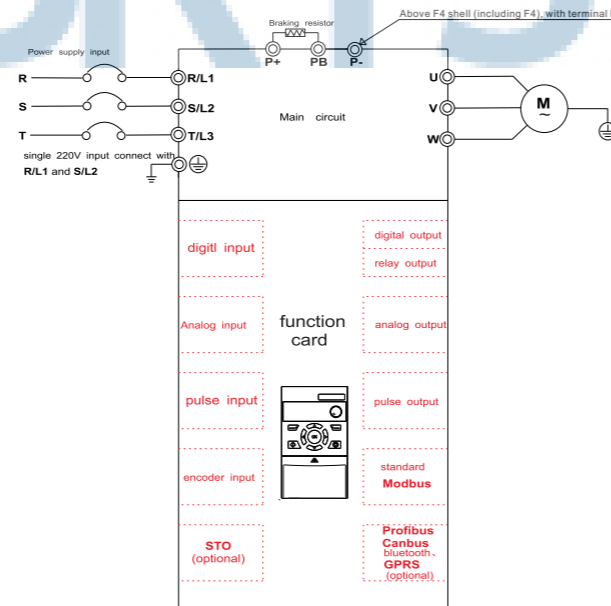 Above F4 shell (including F4), with terminal
Braking resistor
Power supply input
P+ PB P-
R R/L1 U
S S/L2 V M
~
Main circuit
T T/L3 W
single 220V input connect with
R/L1 and S/L2
digitl input
digital output
relay output
Analog input
function
card
analog output
pulse input
pulse output
encoder input
standard
Modbus
STO
(optional)
Profibus
Canbus
bluetooth、
GPRS
(optional)